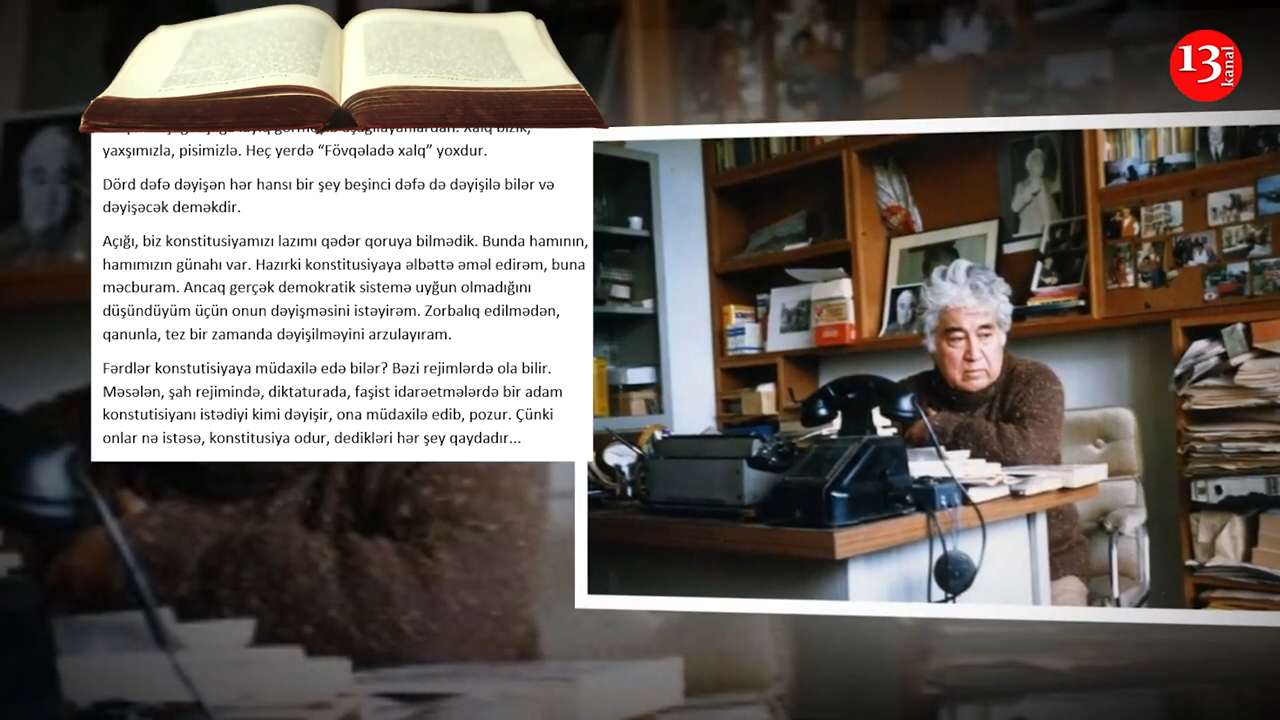 Xalq bizik,
yaxşımızla, pisimizlə. Heç yerdə “Fövqəladə xalq” yoxdur.
Dörd dəfə dəyişən hər hansı bir şey beşinci dəfə də dəyişilə bilər və
dəyişəcək deməkdir.
Açığı, biz konstitusiyamızı lazımı qədər qoruya bilmədik. Bunda hamının,
hamımızın günahı var. Hazırki konstitusiyaya əlbəttə əməl edirəm, buna
məcburam. Ancaq gerçək demokratik sistemə uyğun olmadığını
düşündüyüm üçün onun dəyişməsini istəyirəm. Zorbalıq edilmədən,
qanunla, tez bir zamanda dəyişilməyini arzulayıram.
Fərdlər konstutisiyaya müdaxilə edə bilər? Bəzi rejimlərdə ola bilir.
Məsələn, şah rejimində, diktaturada, faşist idarəetmələrdə bir adam
konstutisiyanı istədiyi kimi dəyişir, ona müdaxilə edib, pozur. Çünki
onlar nə istəsə, konstitusiya odur, dedikləri hər şey qaydadır...
13
kanal